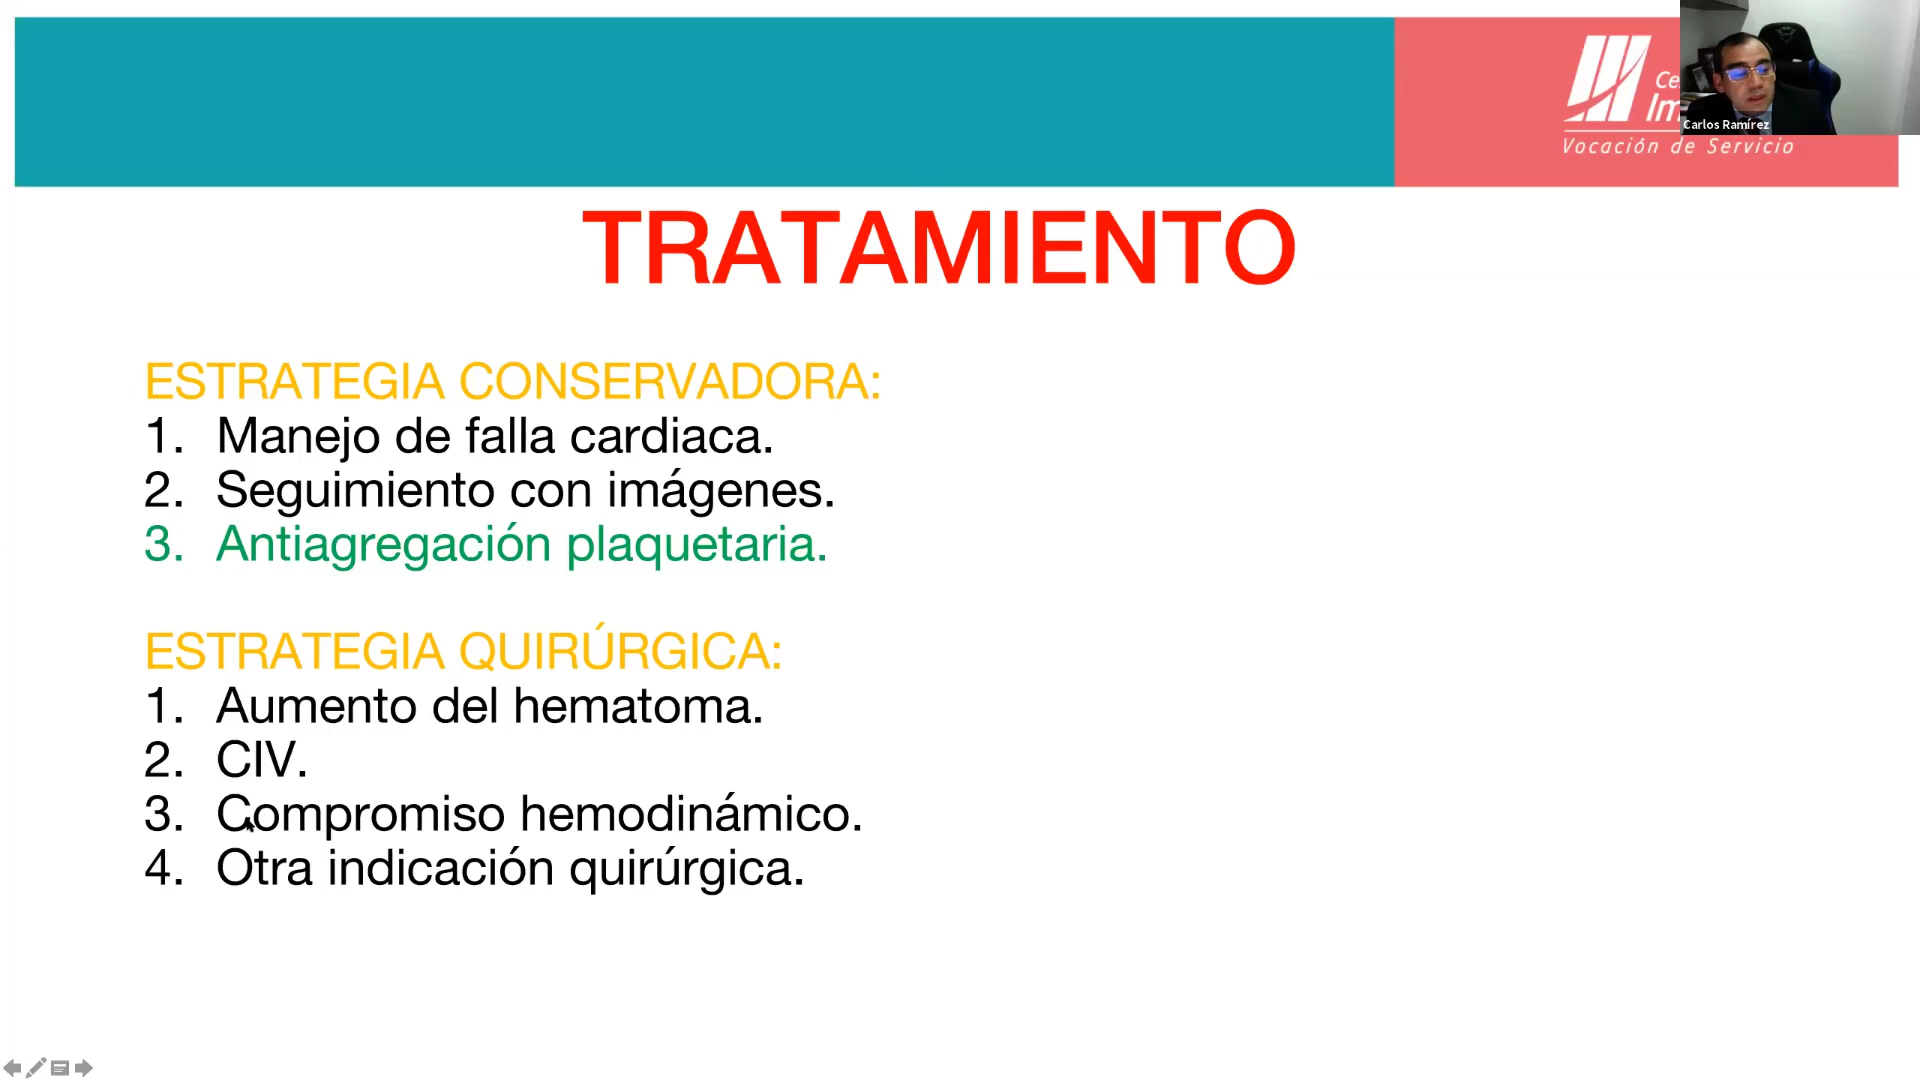 Carlos Ramírez
Vocación de Servicio
TRATAMIENTO
ESTRATEGIA CONSERVADORA:
1. Manejo de falla cardiaca.
2. Seguimiento con imágenes.
3. Antiagregación plaquetaria.
ESTRATEGIA QUIRÚRGICA:
1. Aumento del hematoma.
2. CIV.
3. Compromiso hemodinámico.
4. Otra indicación quirúrgica.